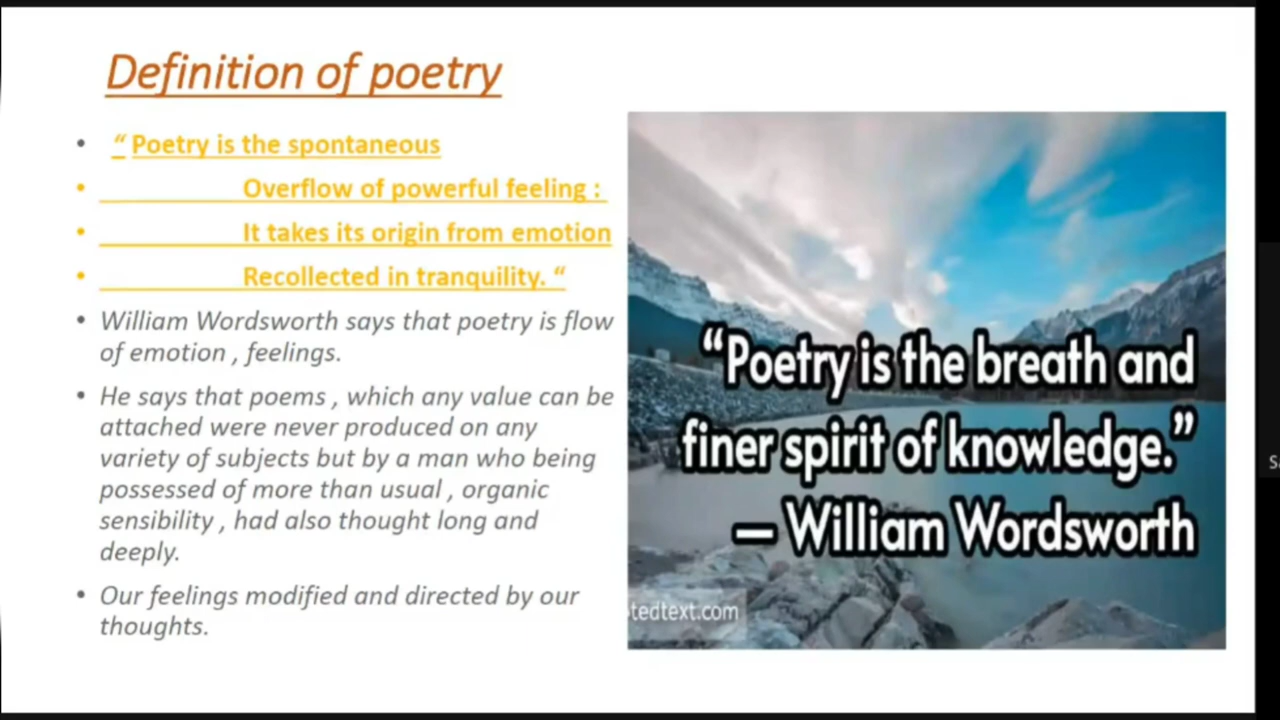 Definition of poetry
• “ Poetry is the spontaneous
• Overflow of powerful feeling :
• It takes its origin from emotion
• Recollected in tranquility. “
• William Wordsworth says that poetry is flow
of emotion , feelings.
• He says that poems , which any value can be
attached were never produced on any
variety of subjects but by a man who being
possessed of more than usual , organic
sensibility , had also thought long and
deeply.
• Our feelings modified and directed by our
thoughts.
“Poetry is the breath and
finer spirit of knowledge.”
— William Wordsworth
tedtext.com